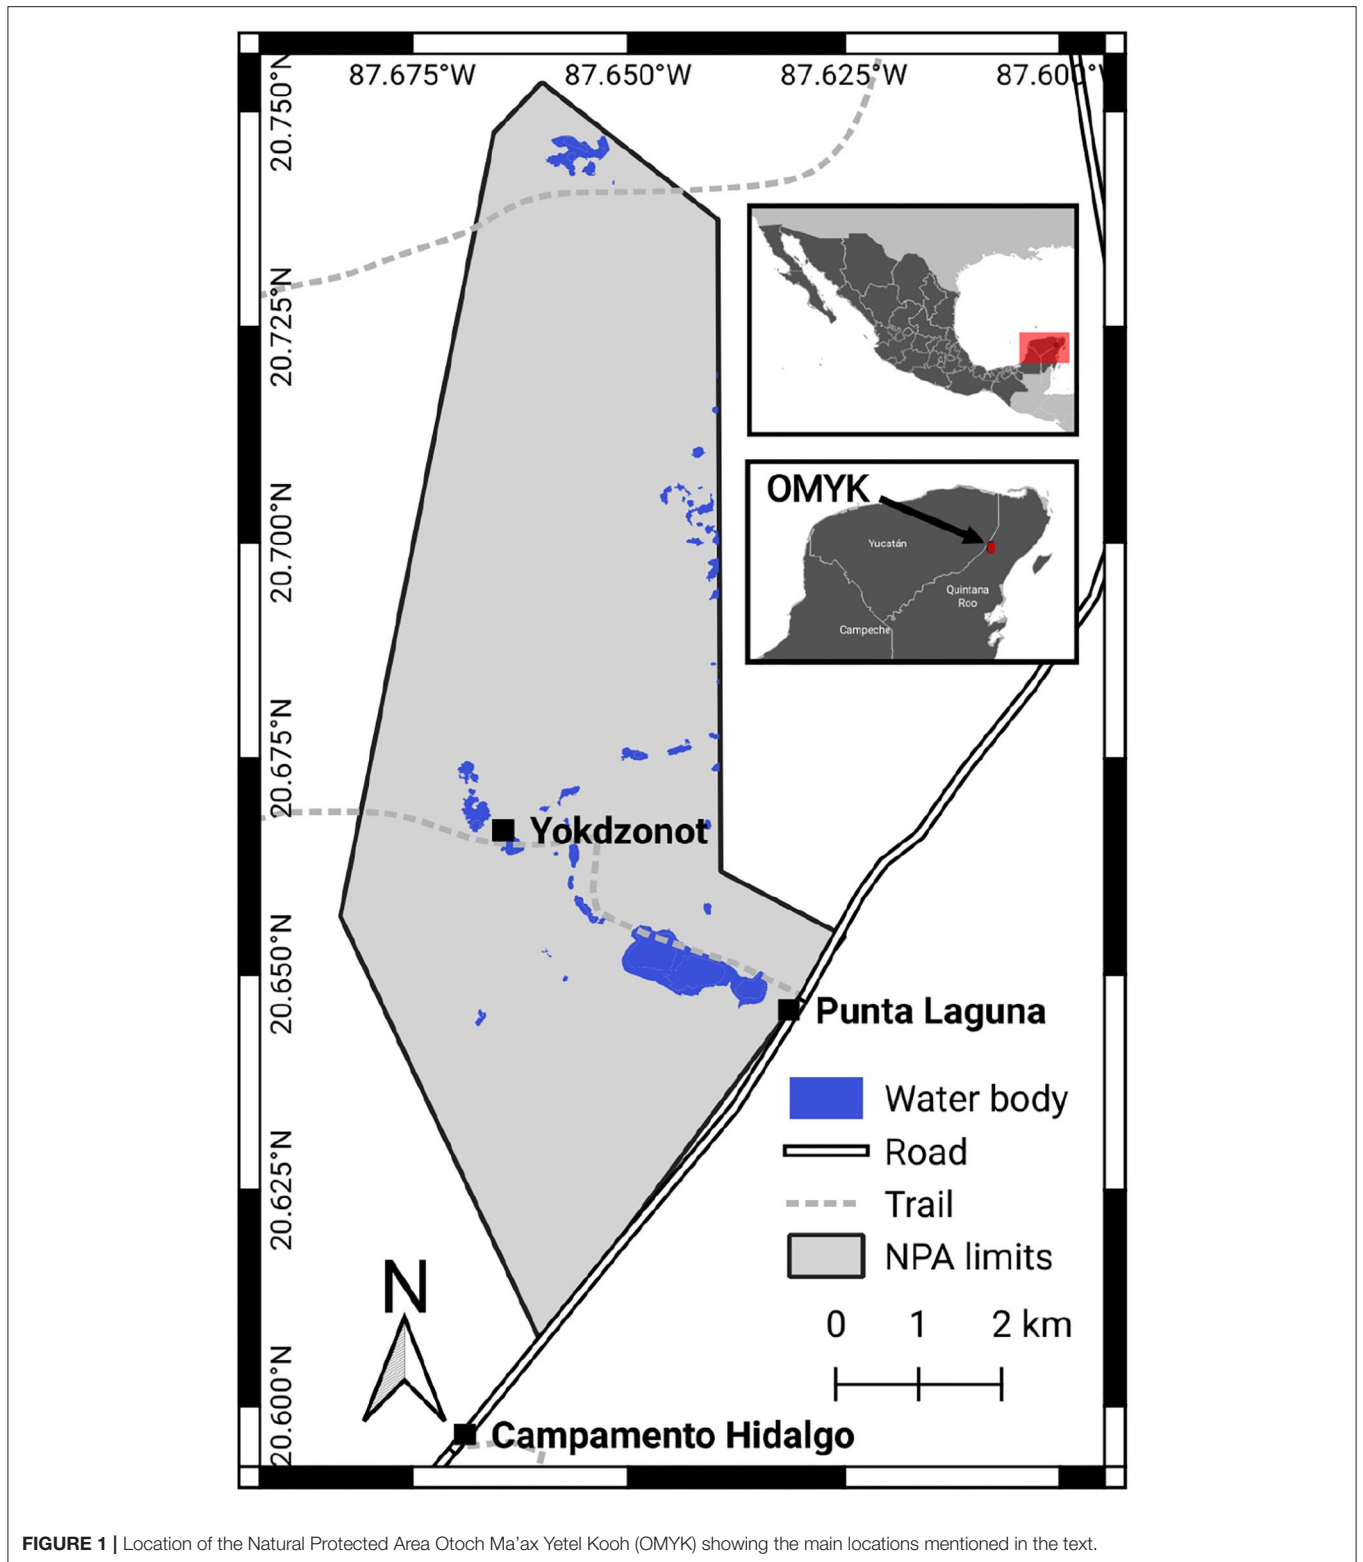 87.675°W 87.650°W 87.625°W 87.600°W
20.750°N
20.725°N
20.700°N
20.675°N
20.650°N
20.625°N
20.600°N
OMYK
Yucatán
Quintana
Roo
Campeche
Yokdzonot
Punta Laguna
Water body
Road
Trail
NPA limits
N
0 1 2 km
Campamento Hidalgo
FIGURE 1 | Location of the Natural Protected Area Otoch Ma'ax Yetel Kooh (OMYK) showing the main locations mentioned in the text.